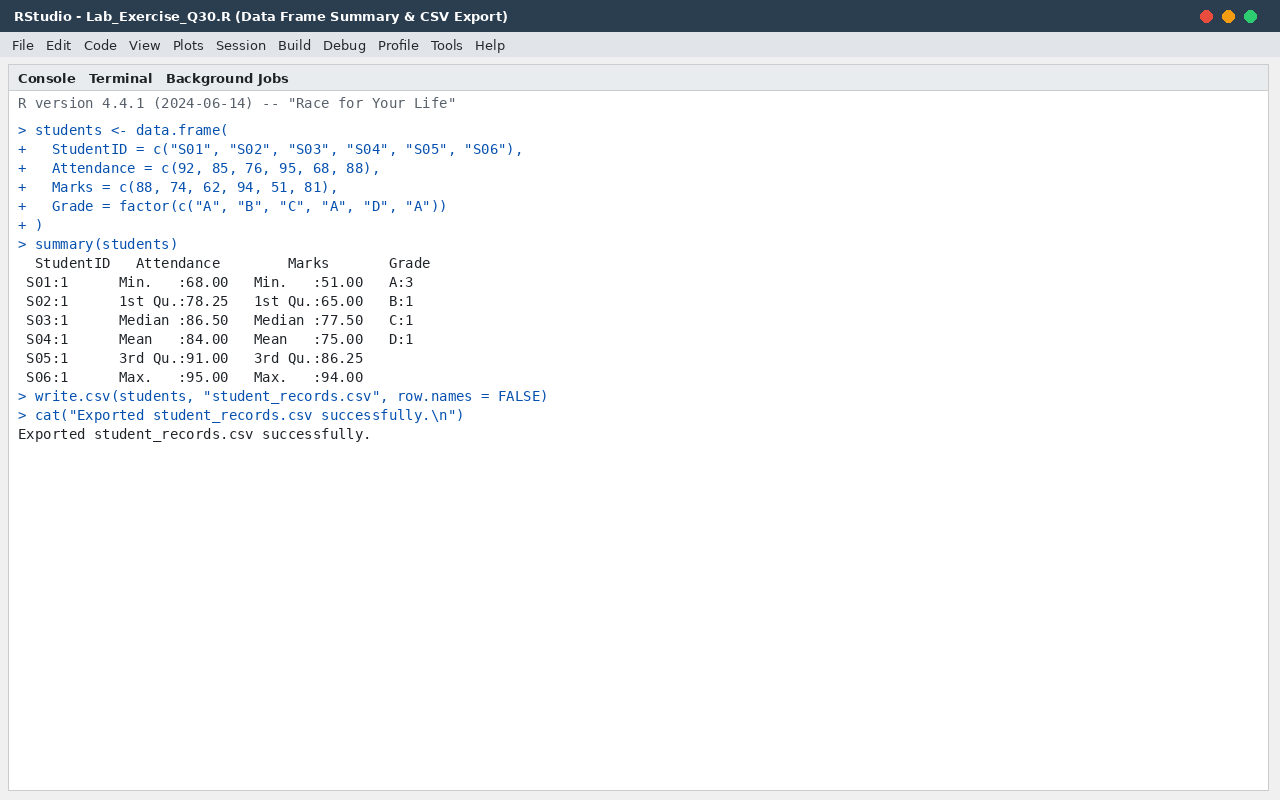 RStudio - Lab_Exercise_Q30.R (Data Frame Summary & CSV Export)
File Edit Code View Plots Session Build Debug Profile Tools Help
Console Terminal Background Jobs
R version 4.4.1 (2024-06-14) -- "Race for Your Life"
> students <- data.frame(
+   StudentID = c("S01", "S02", "S03", "S04", "S05", "S06"),
+   Attendance = c(92, 85, 76, 95, 68, 88),
+   Marks = c(88, 74, 62, 94, 51, 81),
+   Grade = factor(c("A", "B", "C", "A", "D", "A"))
+ )
> summary(students)
  StudentID   Attendance        Marks       Grade
 S01:1      Min.   :68.00   Min.   :51.00   A:3
 S02:1      1st Qu.:78.25   1st Qu.:65.00   B:1
 S03:1      Median :86.50   Median :77.50   C:1
 S04:1      Mean   :84.00   Mean   :75.00   D:1
 S05:1      3rd Qu.:91.00   3rd Qu.:86.25
 S06:1      Max.   :95.00   Max.   :94.00
> write.csv(students, "student_records.csv", row.names = FALSE)
> cat("Exported student_records.csv successfully.\n")
Exported student_records.csv successfully.